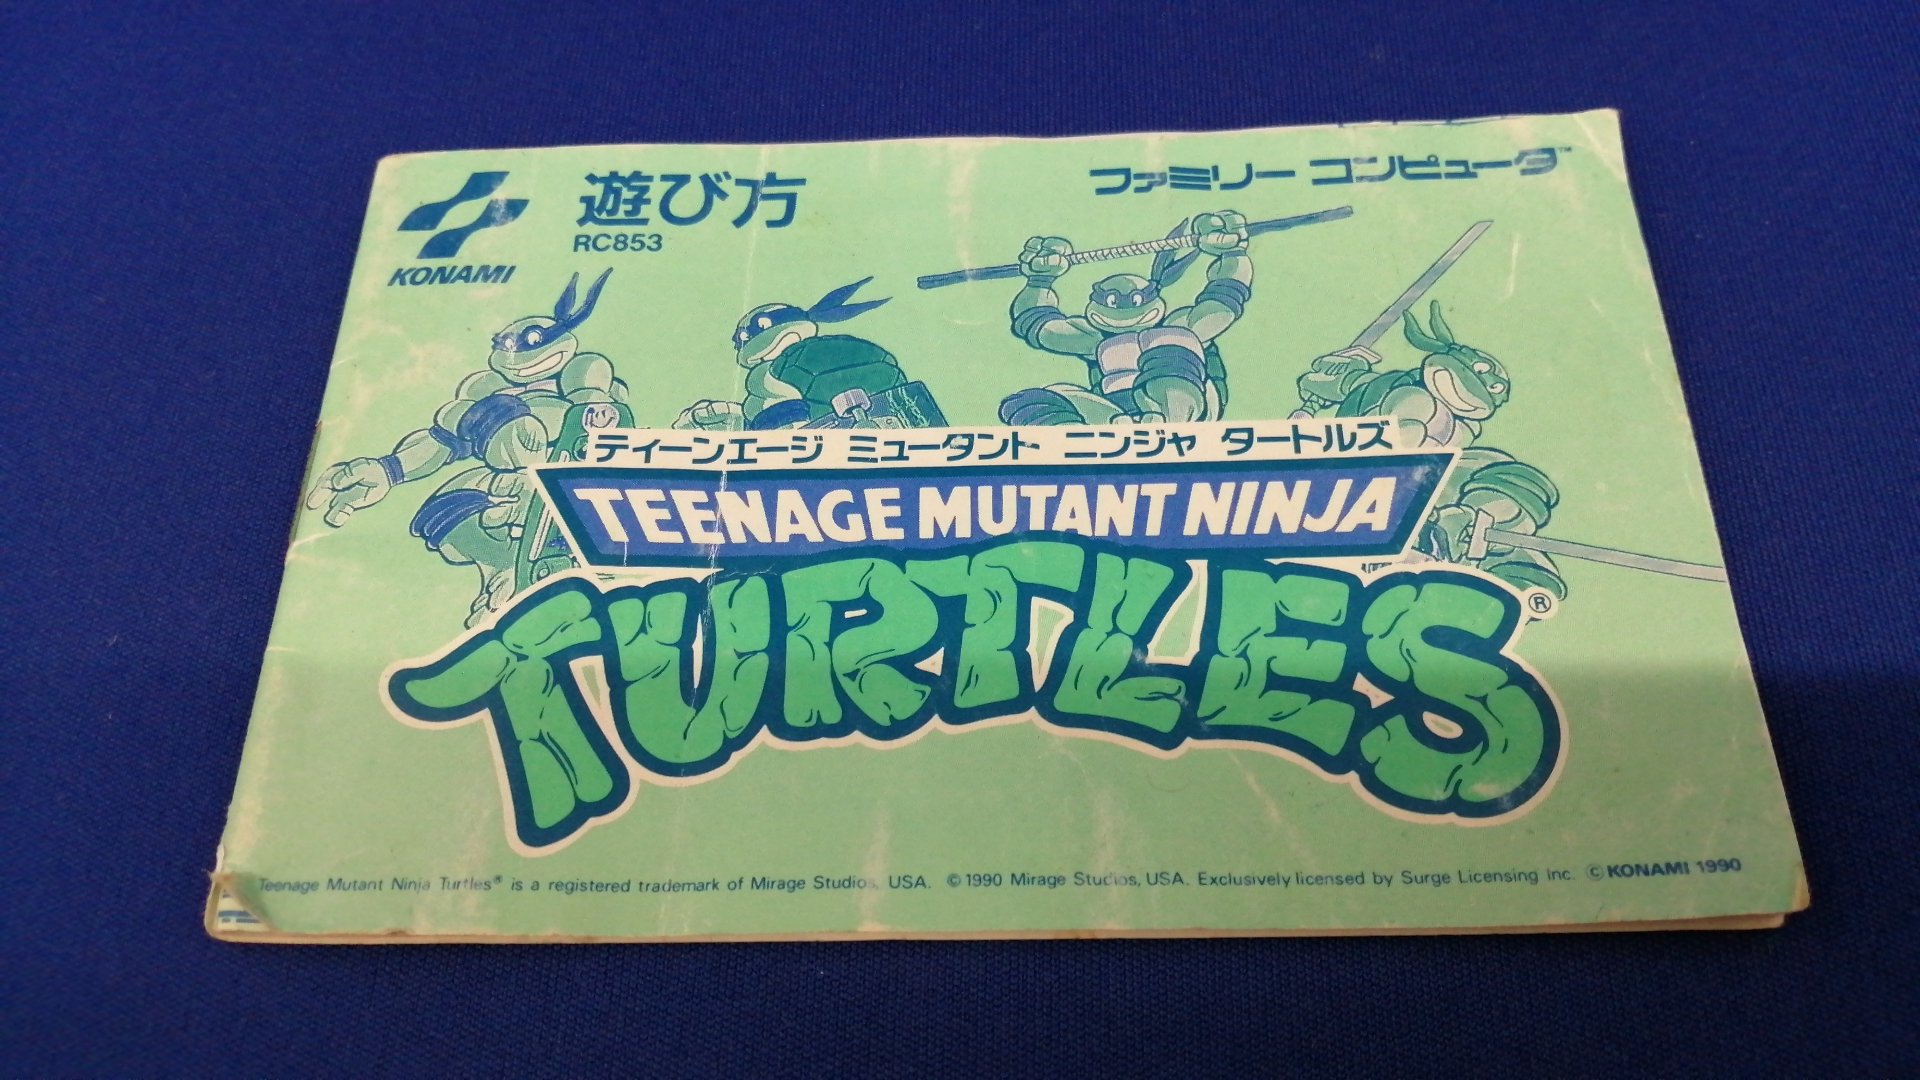 KONAMI
遊び方
RC853
ファミリー コンピュータ™
ティーンエージ ミュータント ニンジャ タートルズ
TEENAGE MUTANT NINJA
TURTLES®
Teenage Mutant Ninja Turtles® is a registered trademark of Mirage Studios, USA. ©1990 Mirage Studios, USA. Exclusively licensed by Surge Licensing Inc. ©KONAMI 1990